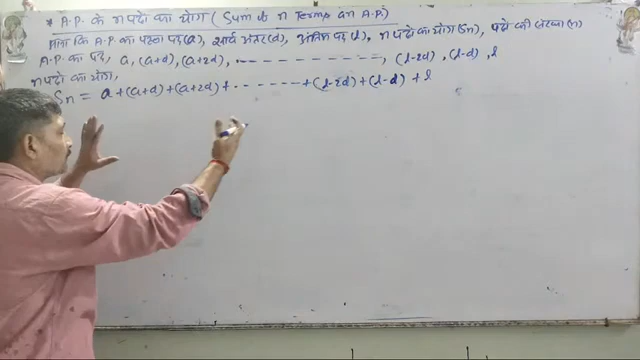 * A.P. के n पदों का योग ( Sum of n Terms an A.P.)
माना कि A.P. का पहला पद (a), सार्व अंतर (d), अंतिम पद (l), n पदों का योग (Sn), पदों की संख्या (n)
A.P. का पद, a, (a+d), (a+2d), ------------, (l-2d), (l-d), l
n पदों का योग,
Sn = a+(a+d)+(a+2d)+ ------- +(l-2d)+(l-d)+l